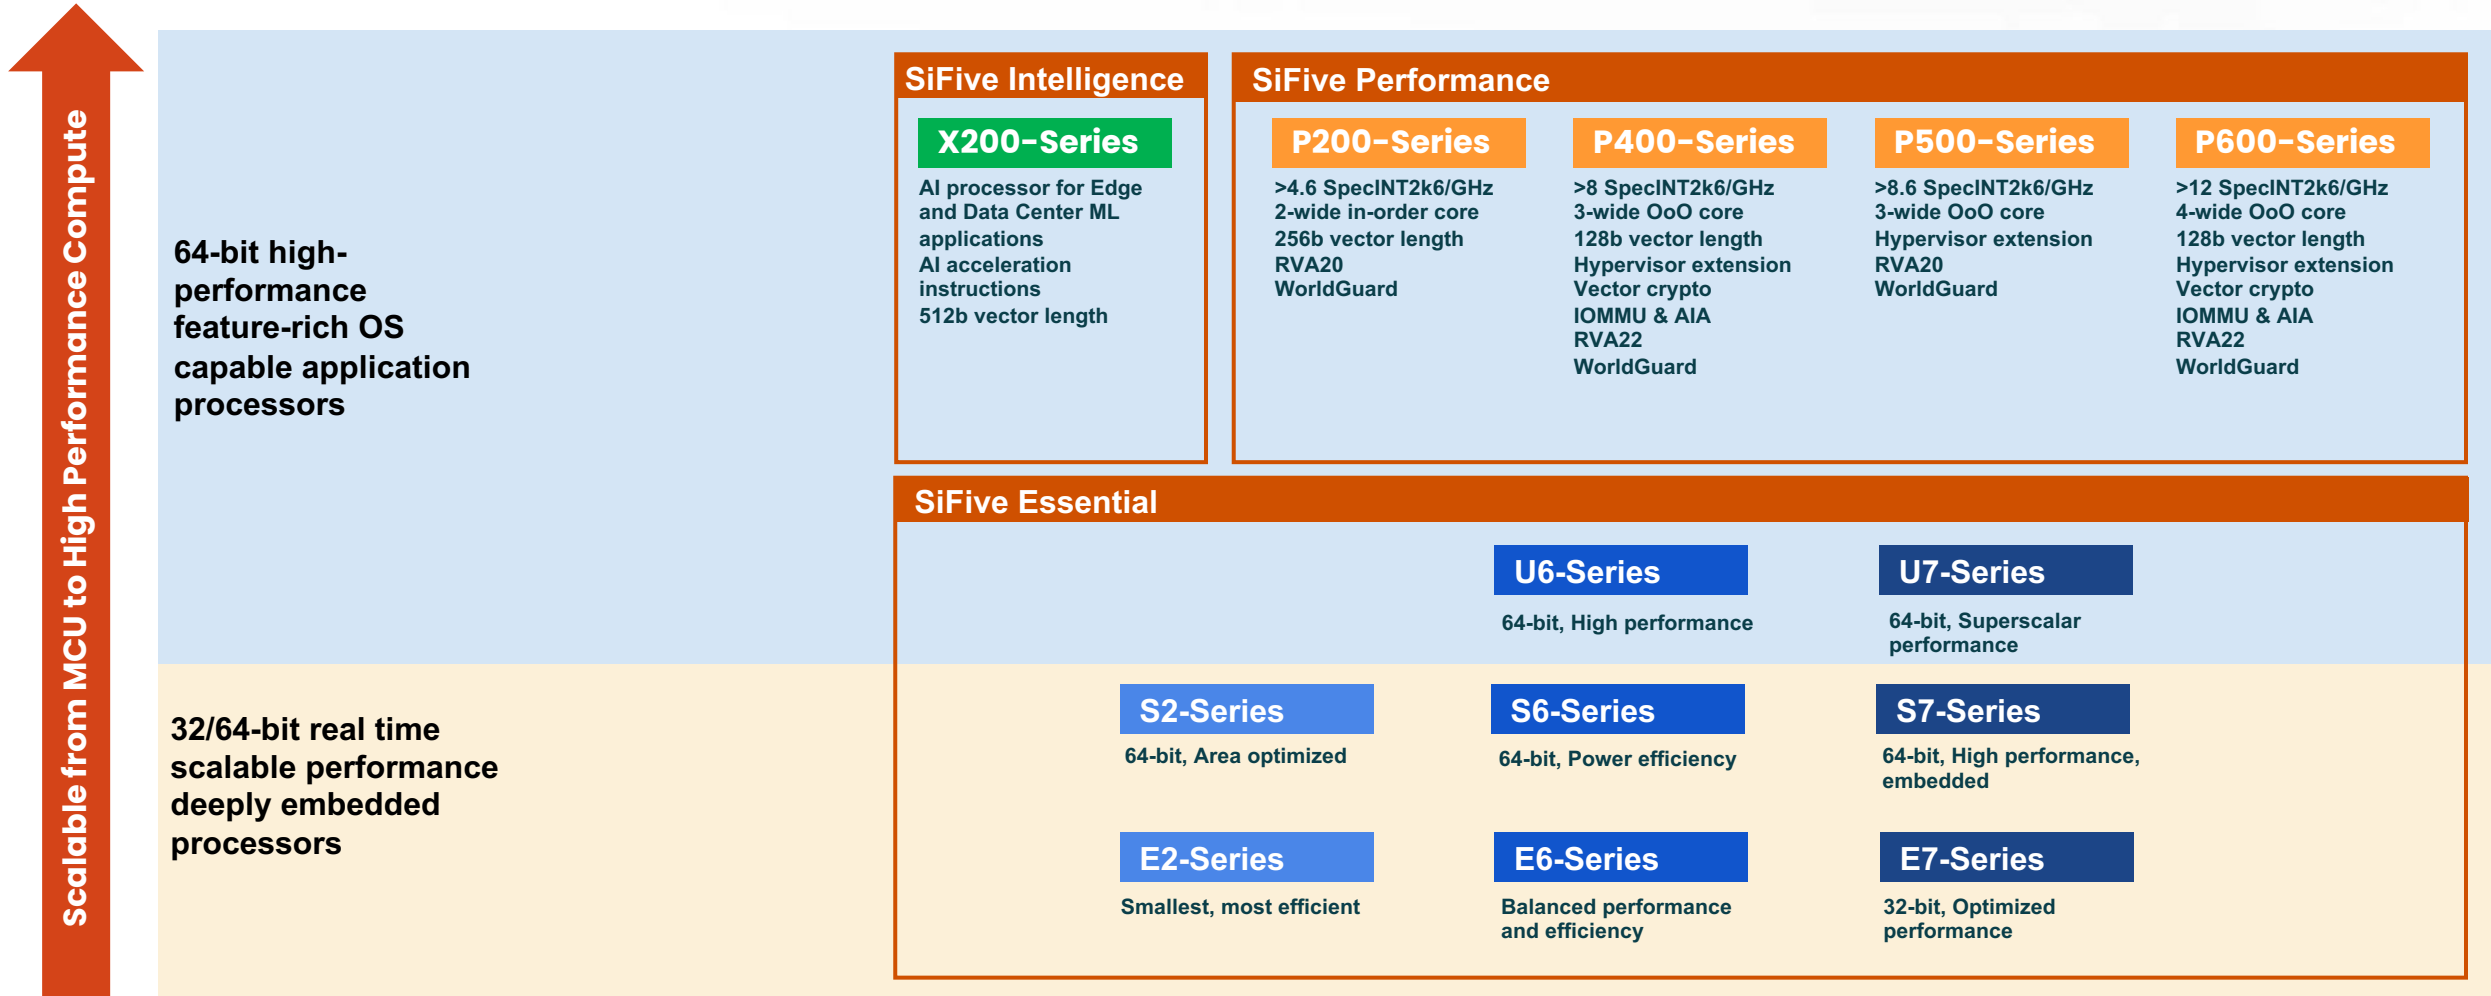 Scalable from MCU to High Performance Compute
64-bit high-
performance
feature-rich OS
capable application
processors
SiFive Intelligence
X200-Series
AI processor for Edge
and Data Center ML
applications
AI acceleration
instructions
512b vector length
SiFive Performance
P200-Series
>4.6 SpecINT2k6/GHz
2-wide in-order core
256b vector length
RVA20
WorldGuard
P400-Series
>8 SpecINT2k6/GHz
3-wide OoO core
128b vector length
Hypervisor extension
Vector crypto
IOMMU & AIA
RVA22
WorldGuard
P500-Series
>8.6 SpecINT2k6/GHz
3-wide OoO core
Hypervisor extension
RVA20
WorldGuard
P600-Series
>12 SpecINT2k6/GHz
4-wide OoO core
128b vector length
Hypervisor extension
Vector crypto
IOMMU & AIA
RVA22
WorldGuard
SiFive Essential
U6-Series
64-bit, High performance
U7-Series
64-bit, Superscalar
performance
32/64-bit real time
scalable performance
deeply embedded
processors
S2-Series
64-bit, Area optimized
S6-Series
64-bit, Power efficiency
S7-Series
64-bit, High performance,
embedded
E2-Series
Smallest, most efficient
E6-Series
Balanced performance
and efficiency
E7-Series
32-bit, Optimized
performance